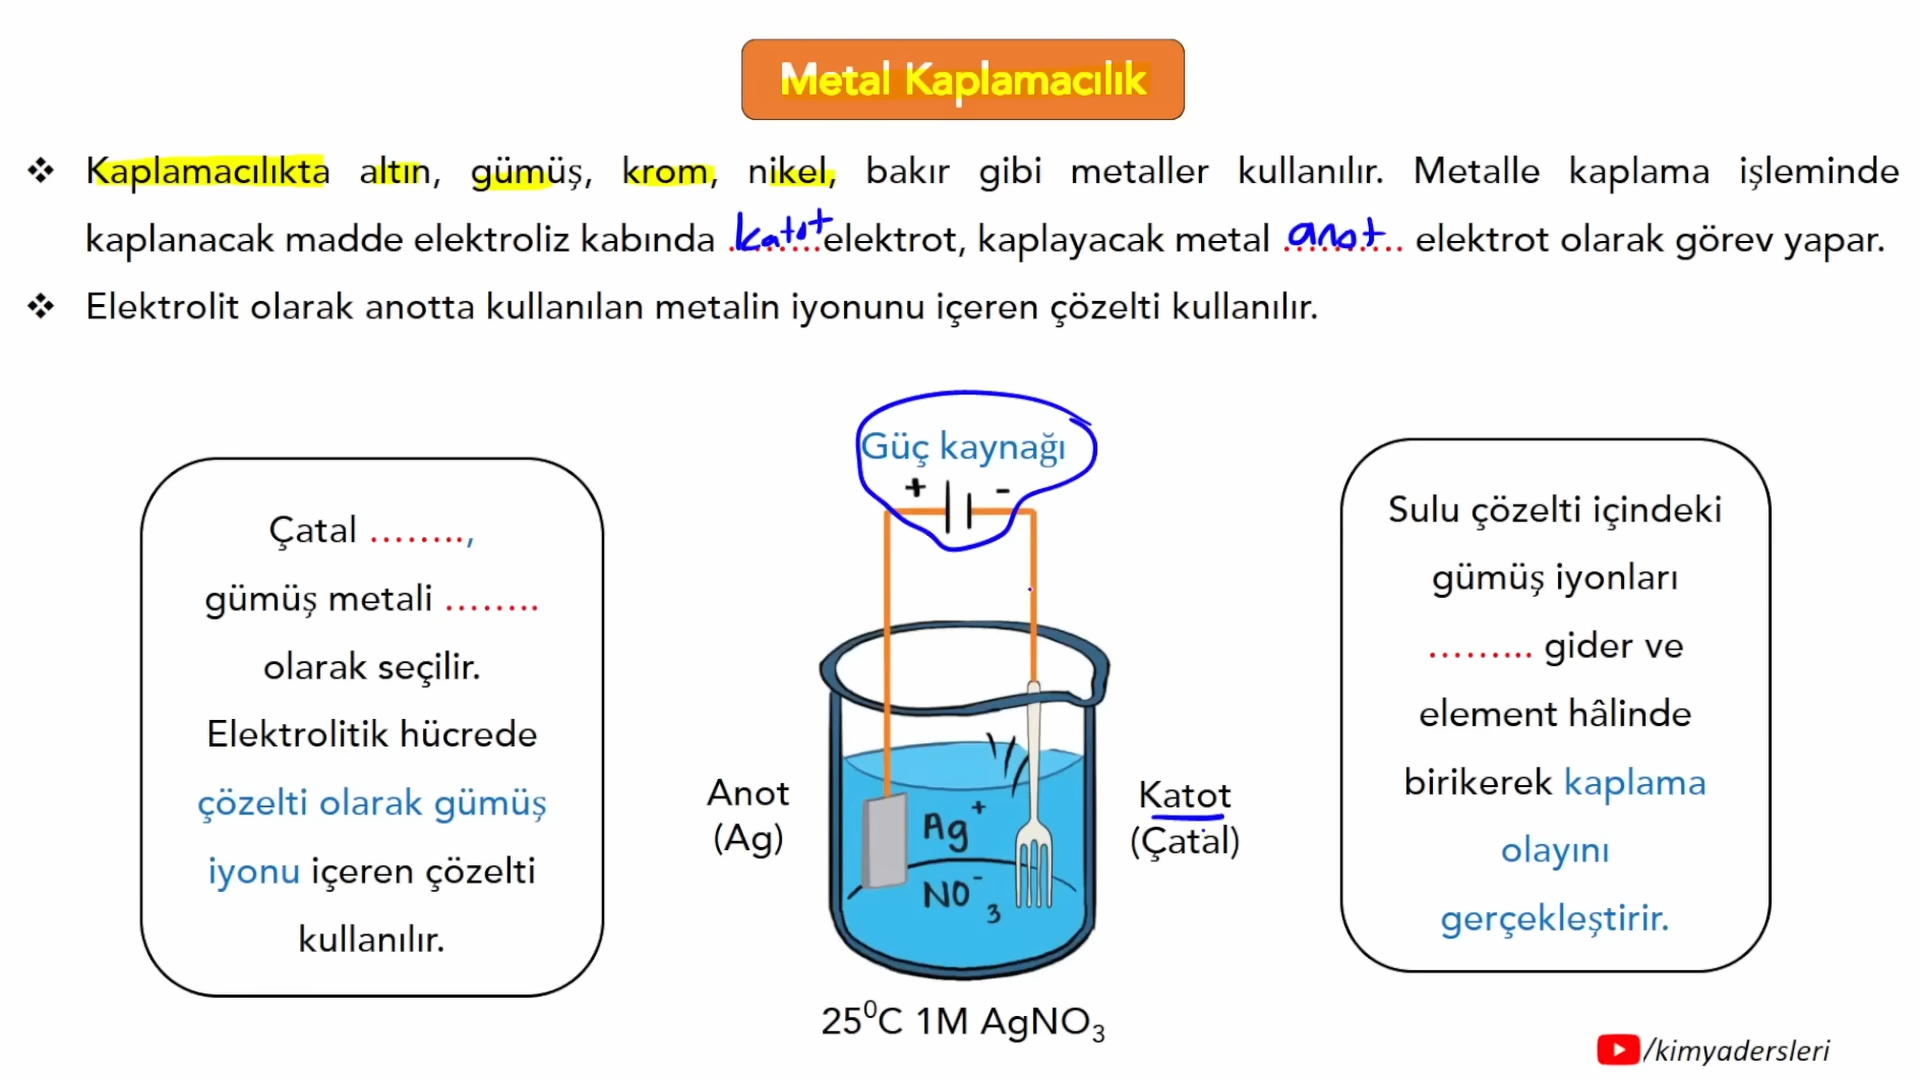 Metal Kaplamacılık
❖ Kaplamacılıkta altın, gümüş, krom, nikel, bakır gibi metaller kullanılır. Metalle kaplama işleminde
kaplanacak madde elektroliz kabında katot elektrot, kaplayacak metal anot elektrot olarak görev yapar.
❖ Elektrolit olarak anotta kullanılan metalin iyonunu içeren çözelti kullanılır.
Çatal ........,
gümüş metali ........
olarak seçilir.
Elektrolitik hücrede
çözelti olarak gümüş
iyonu içeren çözelti
kullanılır.
Güç kaynağı
+ -
Anot
(Ag)
Ag⁺
NO₃⁻
Katot
(Çatal)
25⁰C 1M AgNO₃
Sulu çözelti içindeki
gümüş iyonları
......... gider ve
element hâlinde
birikerek kaplama
olayını
gerçekleştirir.
/kimyadersleri